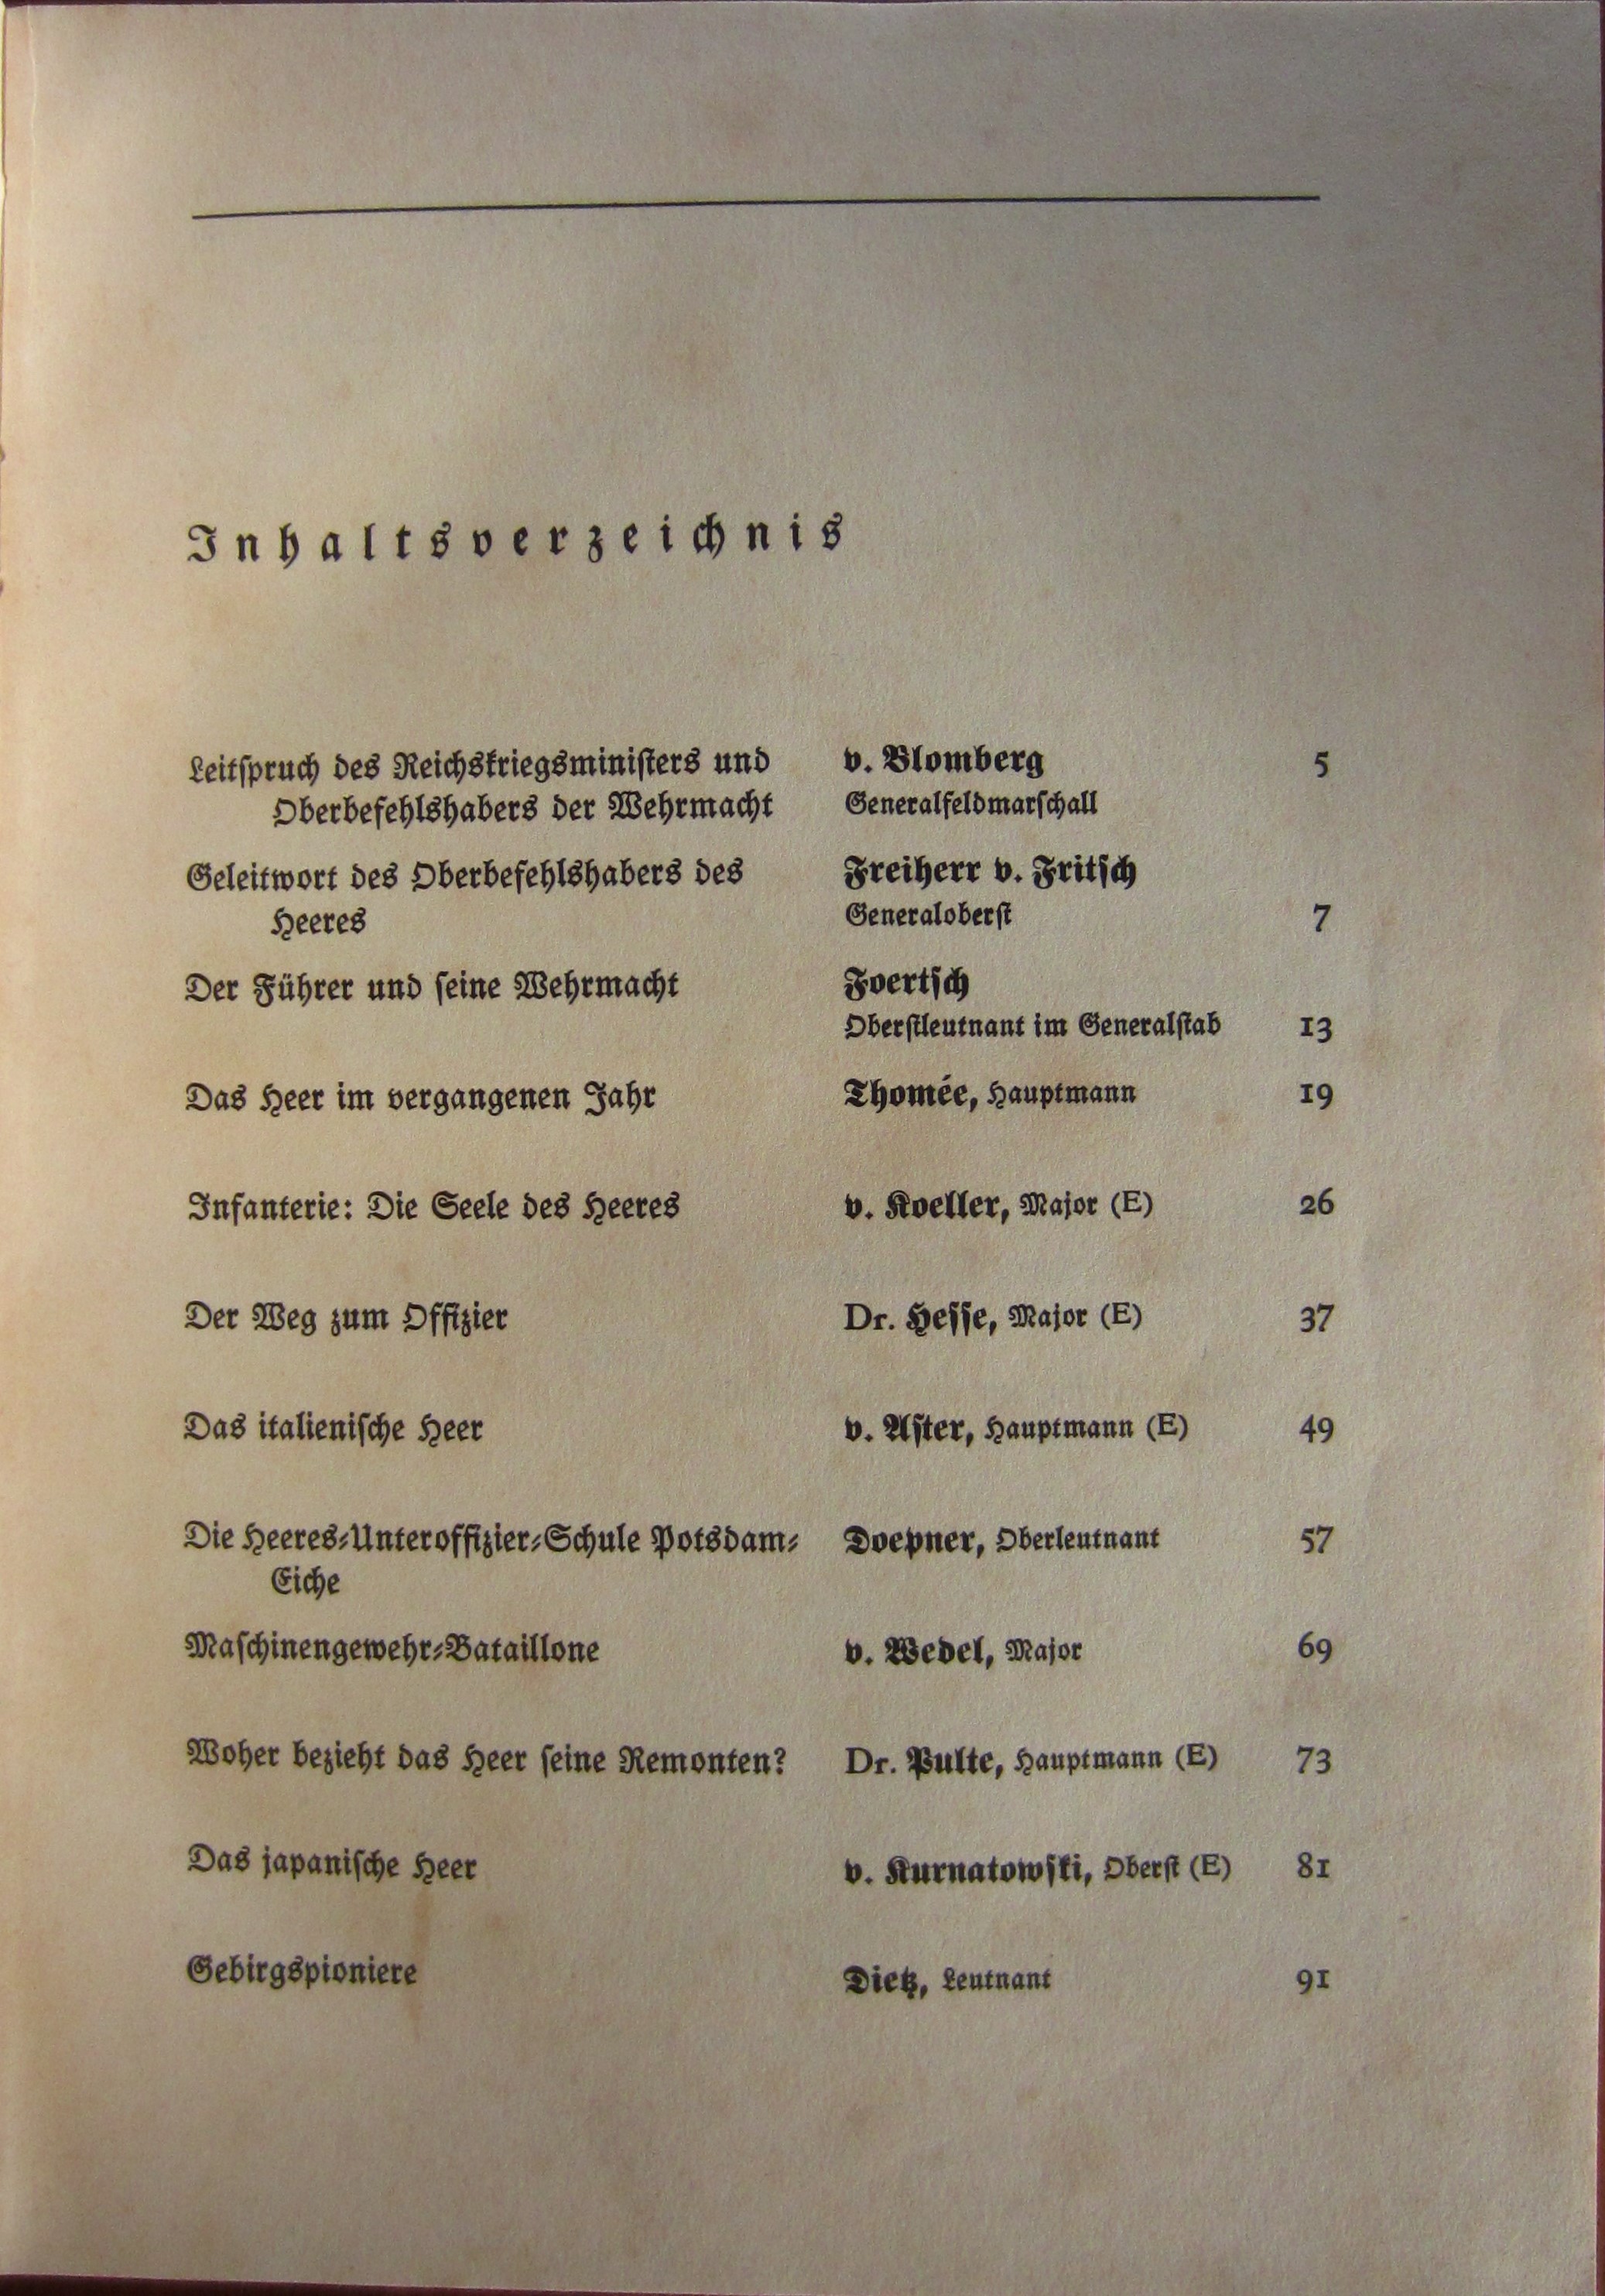 Inhaltsverzeichnis
Leitspruch des Reichskriegsministers und v. Blomberg 5
Oberbefehlshabers der Wehrmacht Generalfeldmarschall
Geleitwort des Oberbefehlshabers des Freiherr v. Fritsch
Heeres Generaloberst 7
Der Führer und seine Wehrmacht Foertsch
Oberstleutnant im Generalstab 13
Das Heer im vergangenen Jahr Thomée, Hauptmann 19
Infanterie: Die Seele des Heeres v. Koeller, Major (E) 26
Der Weg zum Offizier Dr. Hesse, Major (E) 37
Das italienische Heer v. Aster, Hauptmann (E) 49
Die Heeres-Unteroffizier-Schule Potsdam- Doepner, Oberleutnant 57
Eiche
Maschinengewehr-Bataillone v. Wedel, Major 69
Woher bezieht das Heer seine Remonten? Dr. Pulte, Hauptmann (E) 73
Das japanische Heer v. Kurnatowski, Oberst (E) 81
Gebirgspioniere Dietz, Leutnant 91